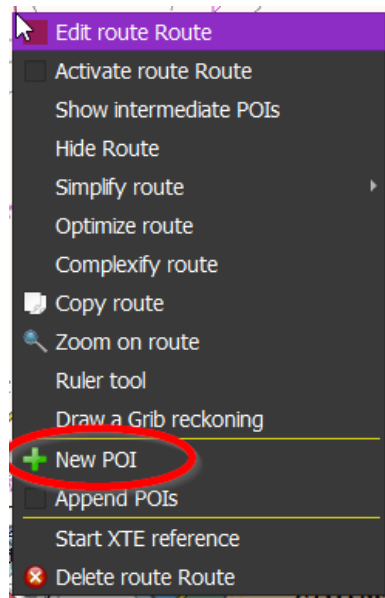 Edit route Route
Activate route Route
Show intermediate POIs
Hide Route
Simplify route
Optimize route
Complexify route
Copy route
Zoom on route
Ruler tool
Draw a Grib reckoning
New POI
Append POIs
Start XTE reference
Delete route Route